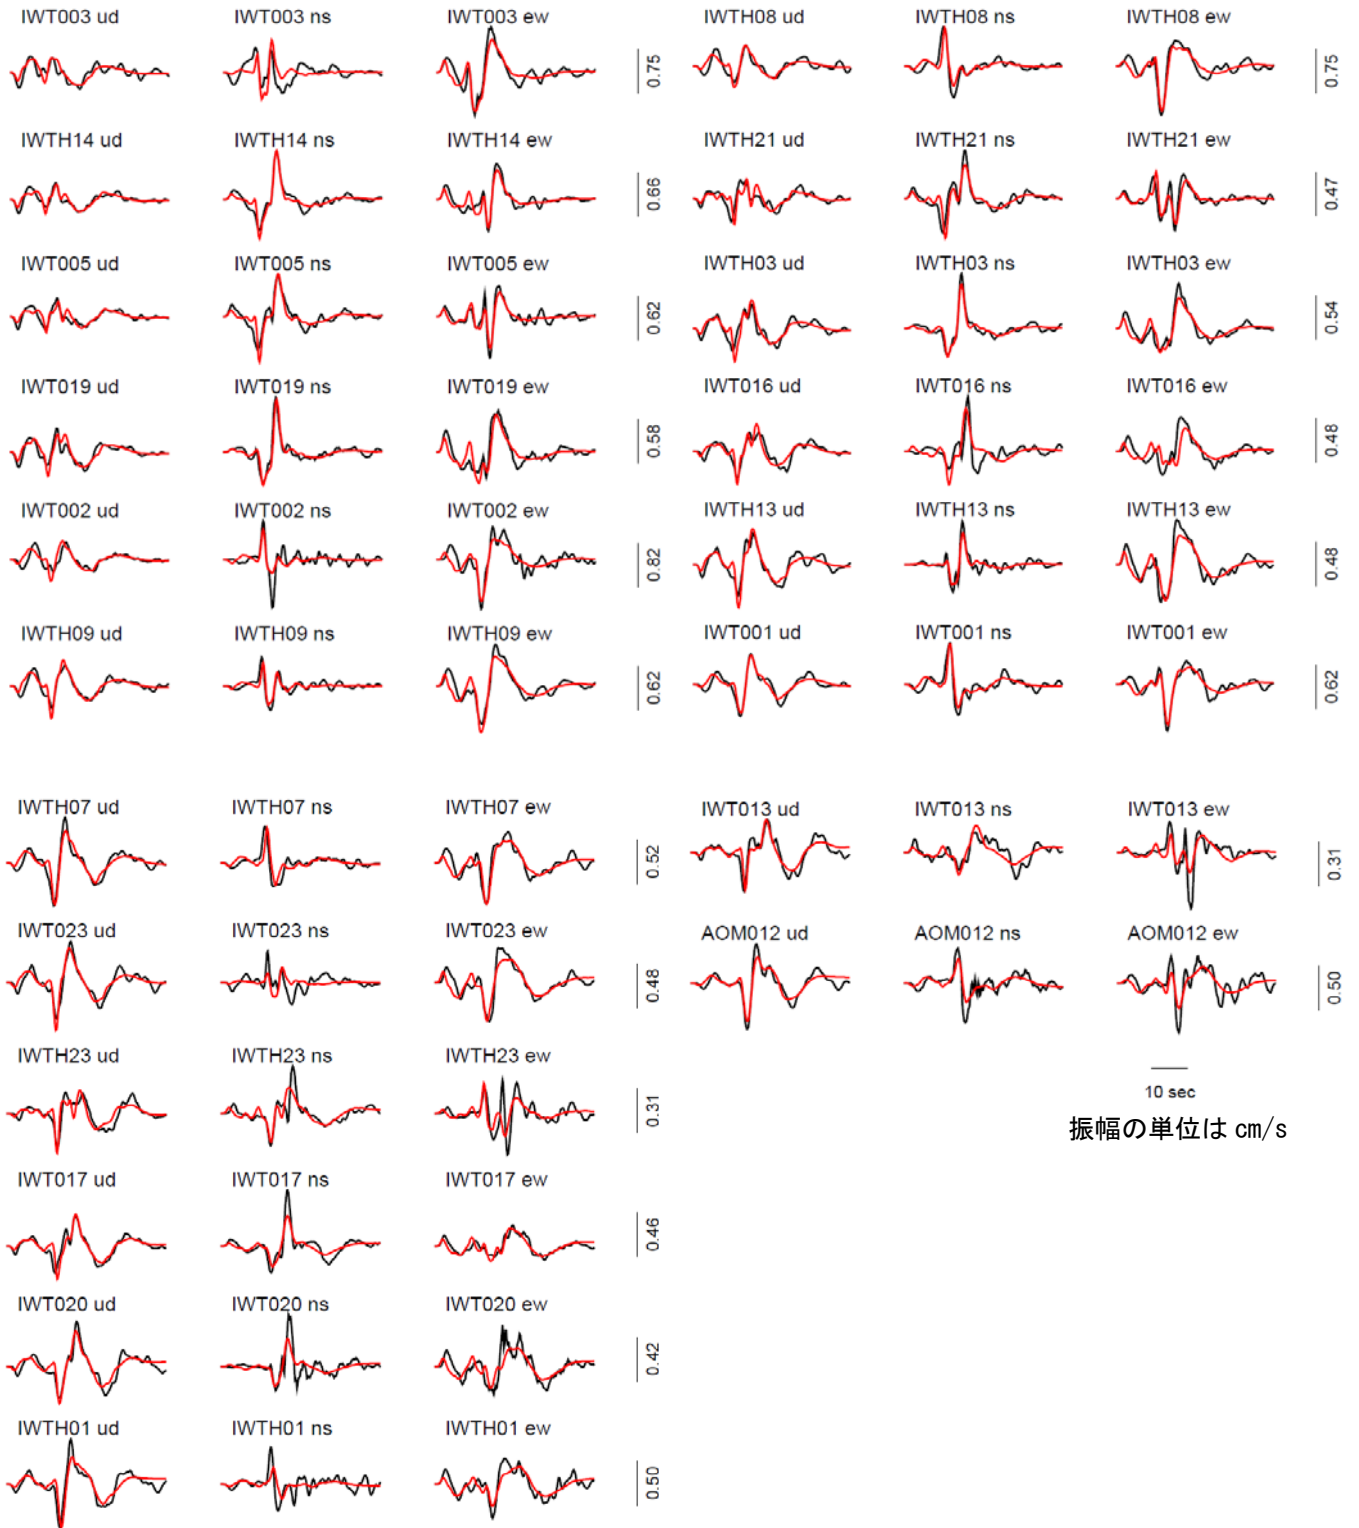 IWT003 ud IWT003 ns IWT003 ew 0.75 IWTH08 ud IWTH08 ns IWTH08 ew 0.75
IWTH14 ud IWTH14 ns IWTH14 ew 0.66 IWTH21 ud IWTH21 ns IWTH21 ew 0.47
IWT005 ud IWT005 ns IWT005 ew 0.62 IWTH03 ud IWTH03 ns IWTH03 ew 0.54
IWT019 ud IWT019 ns IWT019 ew 0.58 IWT016 ud IWT016 ns IWT016 ew 0.48
IWT002 ud IWT002 ns IWT002 ew 0.82 IWTH13 ud IWTH13 ns IWTH13 ew 0.48
IWTH09 ud IWTH09 ns IWTH09 ew 0.62 IWT001 ud IWT001 ns IWT001 ew 0.62
IWTH07 ud IWTH07 ns IWTH07 ew 0.52 IWT013 ud IWT013 ns IWT013 ew 0.31
IWT023 ud IWT023 ns IWT023 ew 0.48 AOM012 ud AOM012 ns AOM012 ew 0.50
IWTH23 ud IWTH23 ns IWTH23 ew 0.31
10 sec
振幅の単位は cm/s
IWT017 ud IWT017 ns IWT017 ew 0.46
IWT020 ud IWT020 ns IWT020 ew 0.42
IWTH01 ud IWTH01 ns IWTH01 ew 0.50